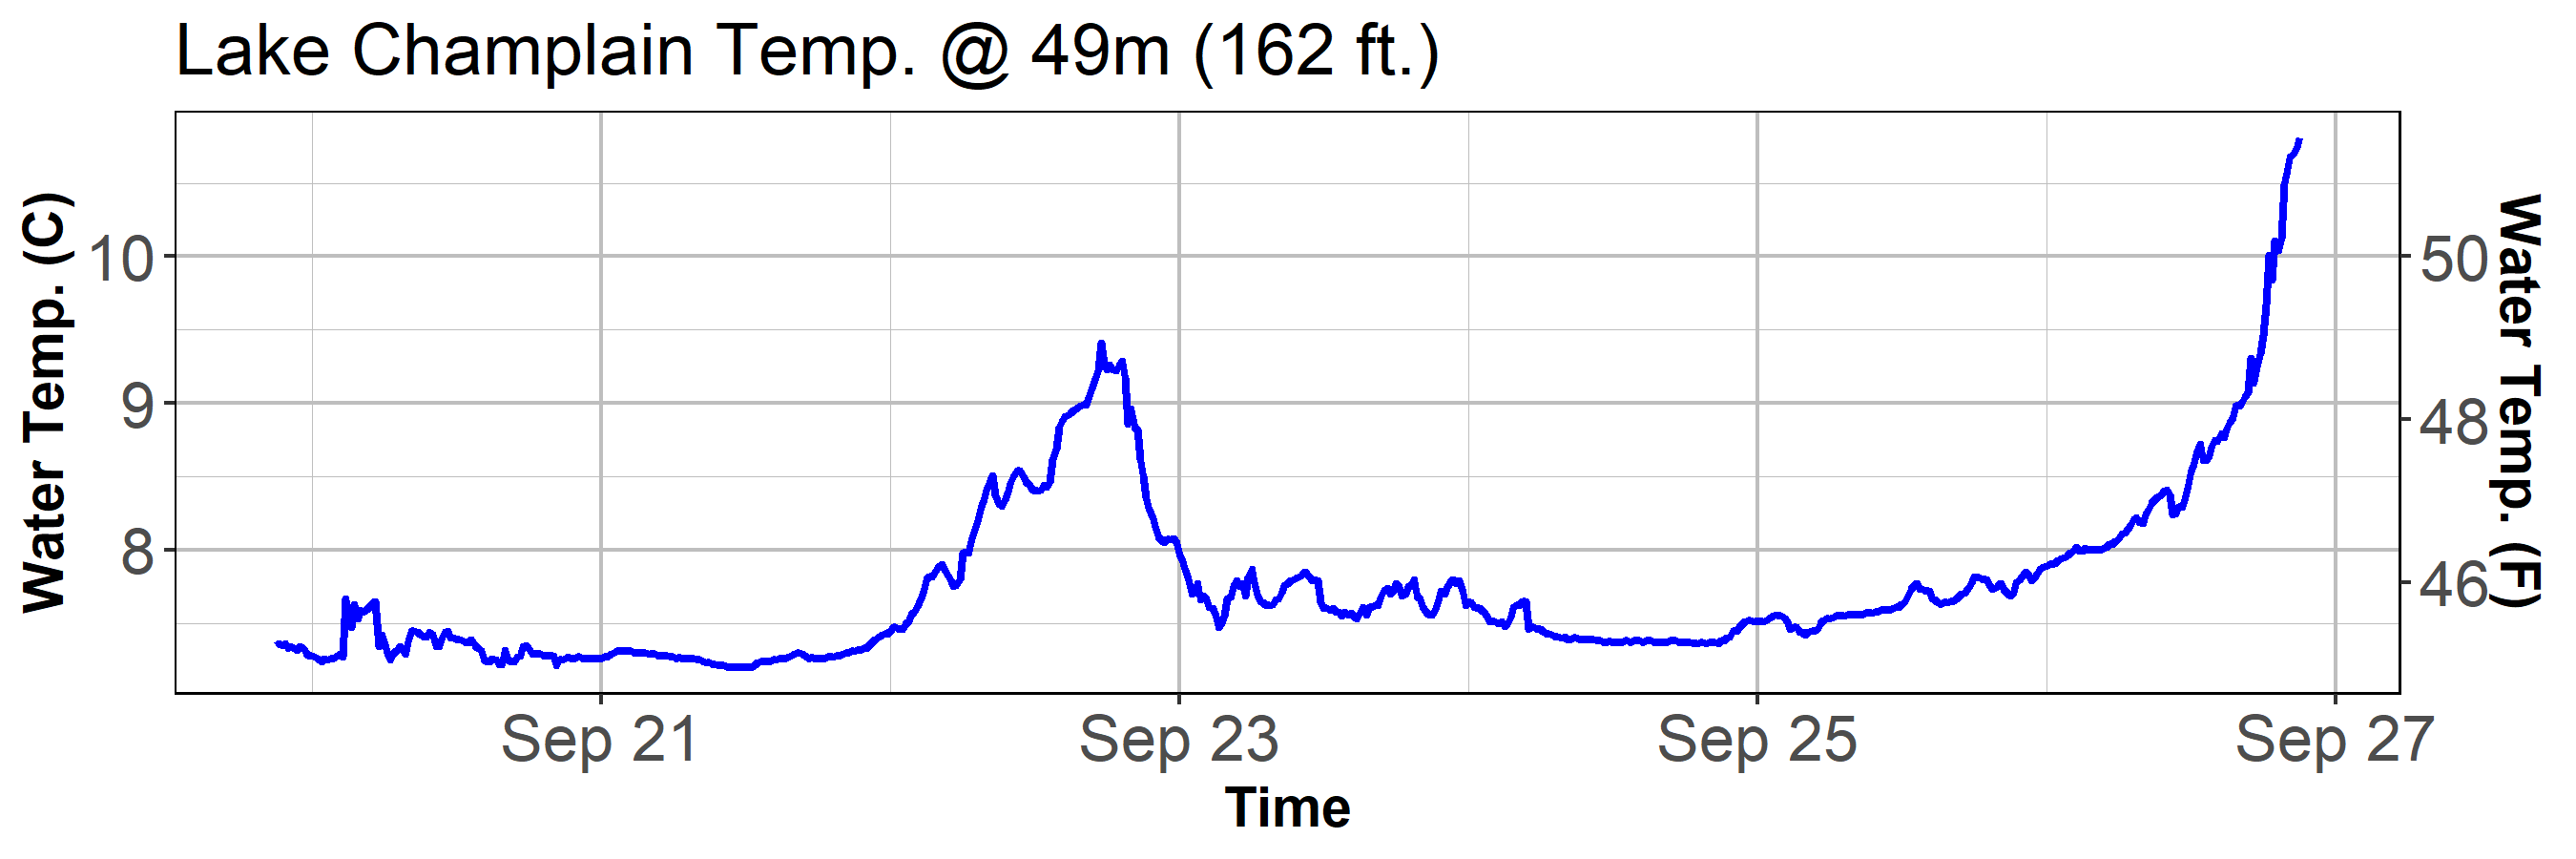 Lake Champlain Temp. @ 49m (162 ft.)
Water Temp. (C)
10
9
8
50
48
46
Water Temp. (F)
Sep 21
Sep 23
Sep 25
Sep 27
Time